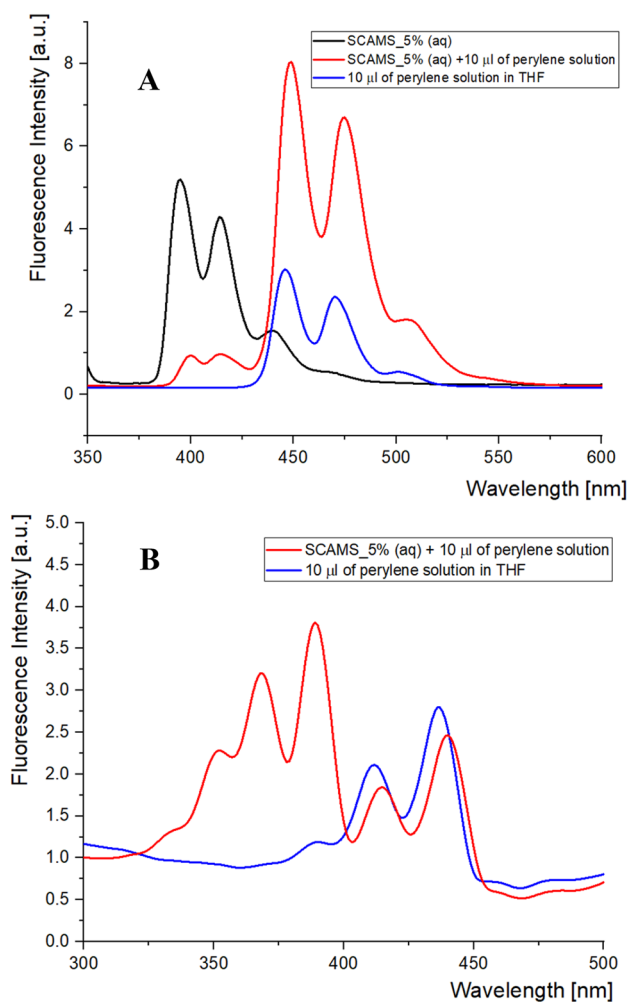 A
SCAMS_5% (aq)
SCAMS_5% (aq) +10 µl of perylene solution
10 µl of perylene solution in THF
Fluorescence Intensity [a.u.]
8
6
4
2
0
350 400 450 500 550 600
Wavelength [nm]
B
SCAMS_5% (aq) + 10 µl of perylene solution
10 µl of perylene solution in THF
Fluorescence Intensity [a.u.]
5.0
4.5
4.0
3.5
3.0
2.5
2.0
1.5
1.0
0.5
0.0
300 350 400 450 500
Wavelength [nm]